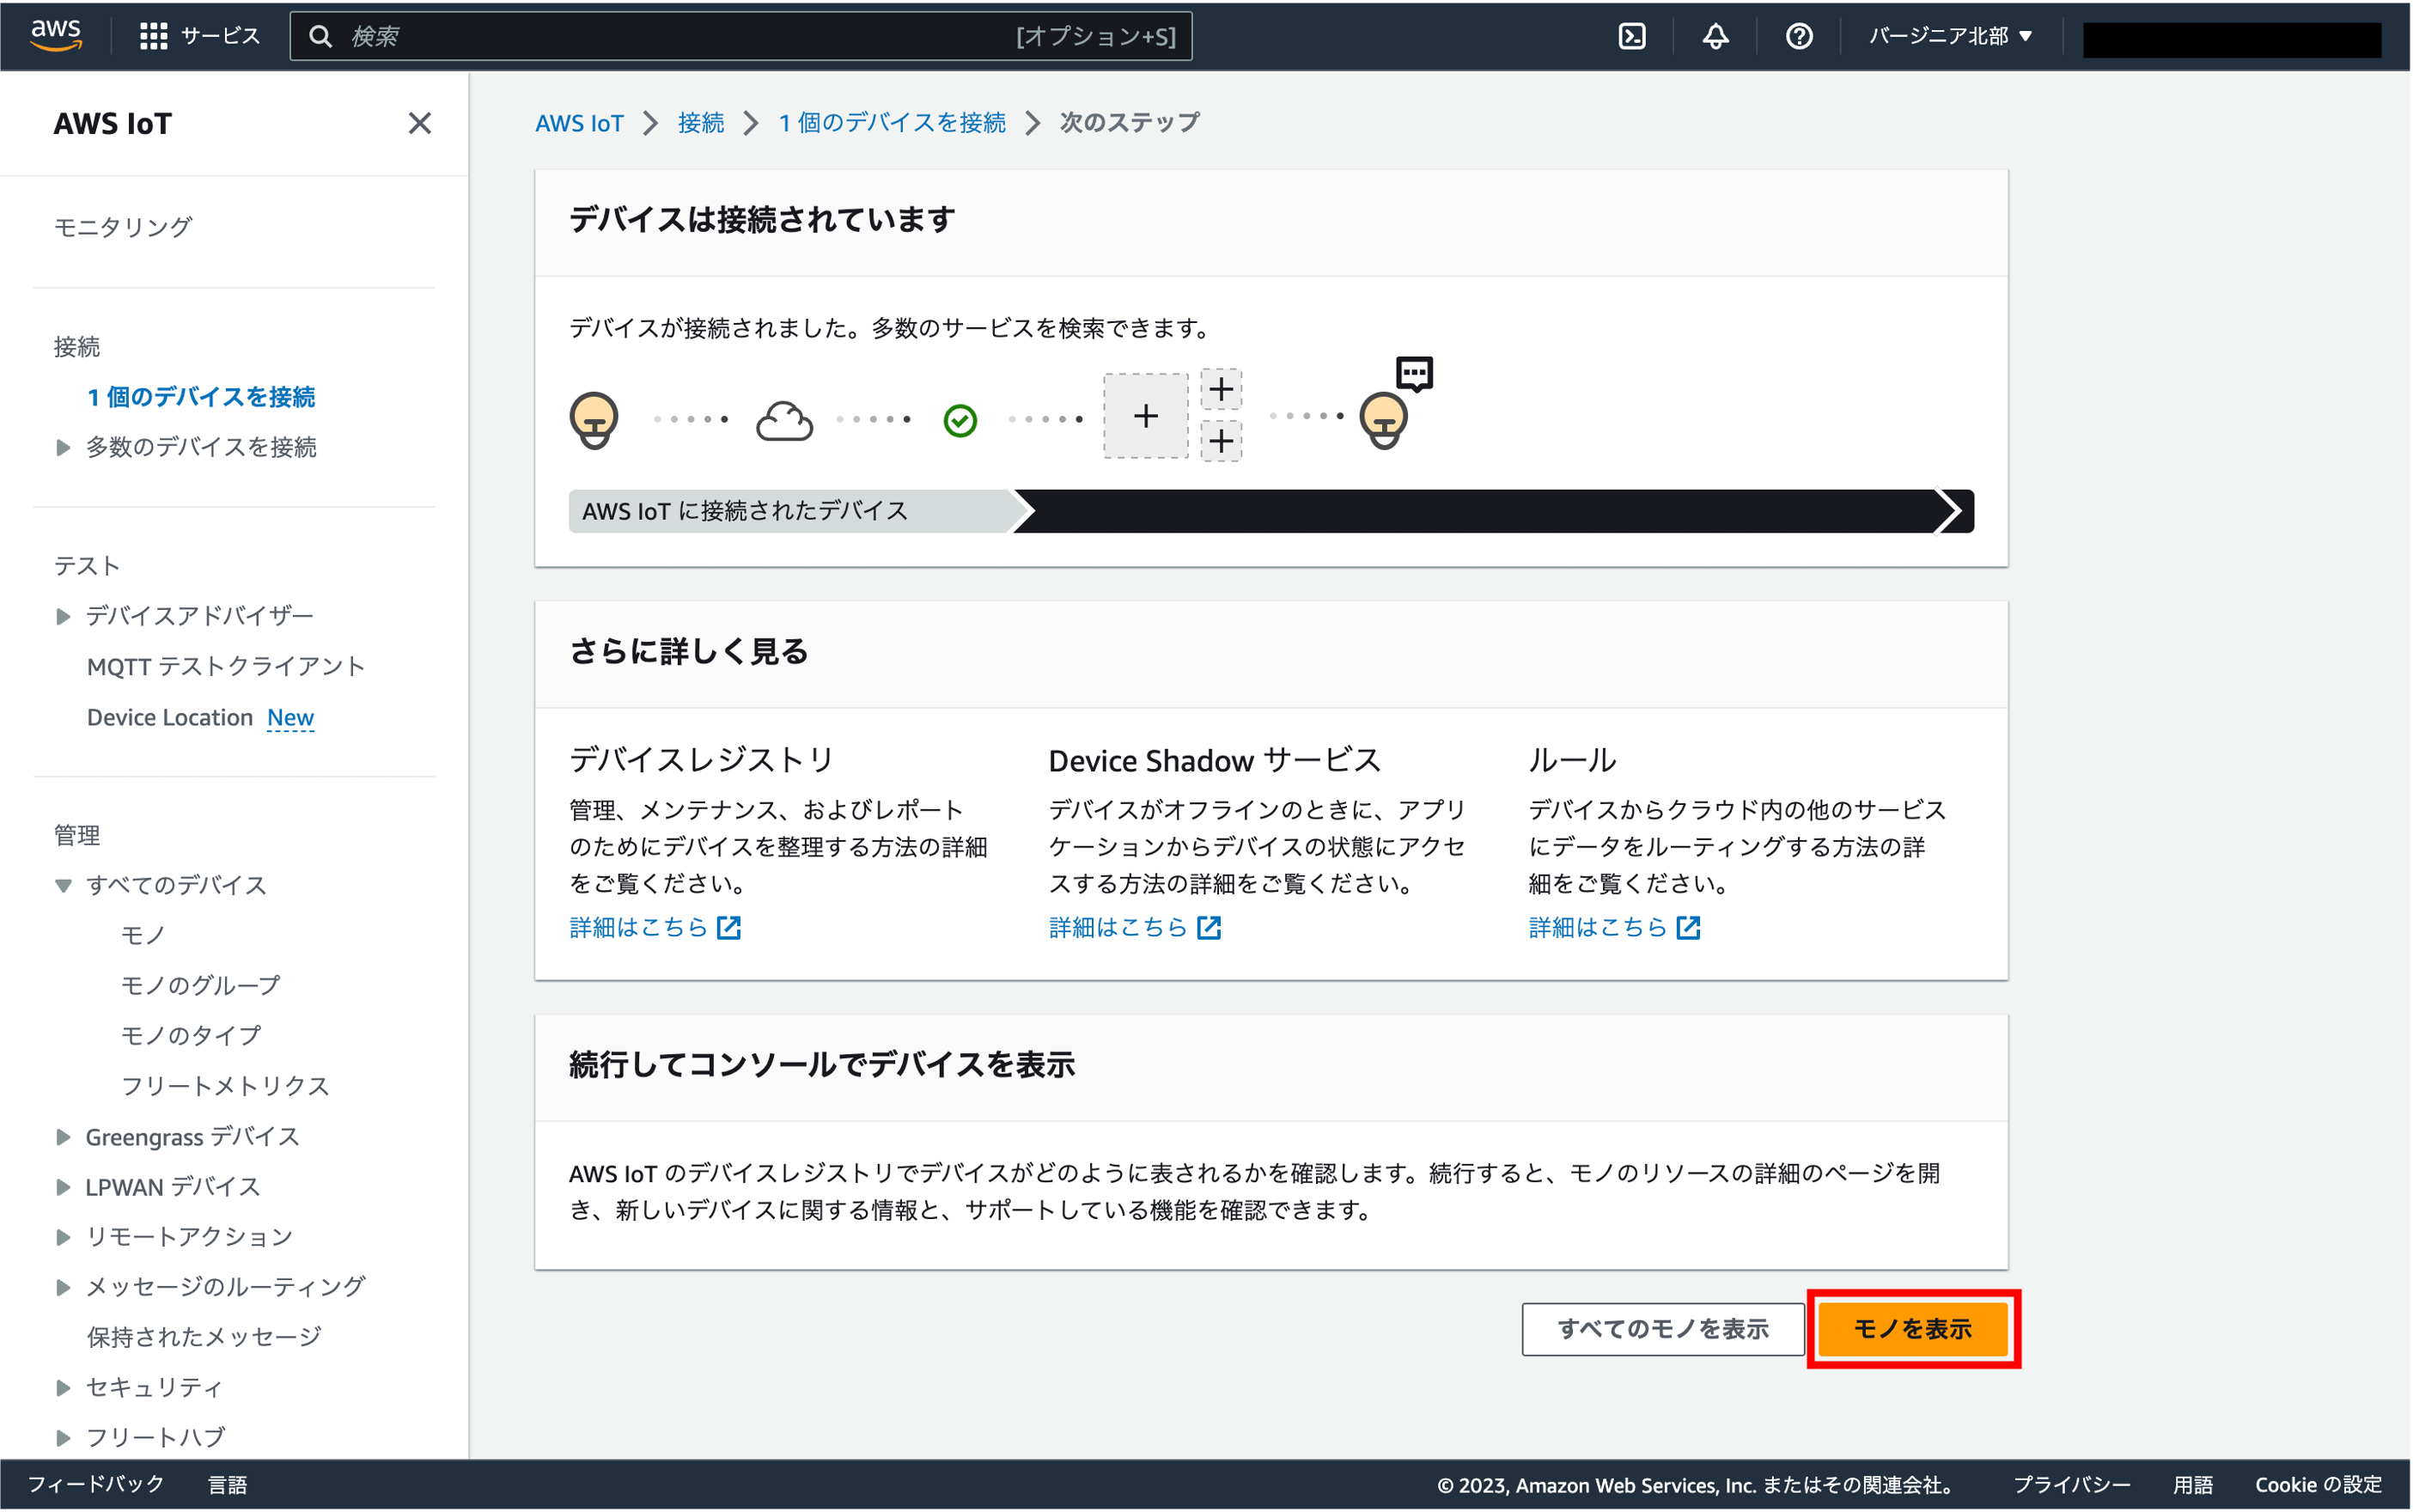 aws
サービス
検索
[オプション+S]
バージニア北部
AWS IoT
モニタリング
接続
1 個のデバイスを接続
多数のデバイスを接続
テスト
デバイスアドバイザー
MQTT テストクライアント
Device Location New
管理
すべてのデバイス
モノ
モノのグループ
モノのタイプ
フリートメトリクス
Greengrass デバイス
LPWAN デバイス
リモートアクション
メッセージのルーティング
保持されたメッセージ
セキュリティ
フリートハブ
AWS IoT 接続 1 個のデバイスを接続 次のステップ
デバイスは接続されています
デバイスが接続されました。多数のサービスを検索できます。
AWS IoT に接続されたデバイス
さらに詳しく見る
デバイスレジストリ
管理、メンテナンス、およびレポート
のためにデバイスを整理する方法の詳細
をご覧ください。
詳細はこちら
Device Shadow サービス
デバイスがオフラインのときに、アプリ
ケーションからデバイスの状態にアクセ
スする方法の詳細をご覧ください。
詳細はこちら
ルール
デバイスからクラウド内の他のサービス
にデータをルーティングする方法の詳
細をご覧ください。
詳細はこちら
続行してコンソールでデバイスを表示
AWS IoT のデバイスレジストリでデバイスがどのように表されるかを確認します。続行すると、モノのリソースの詳細のページを開
き、新しいデバイスに関する情報と、サポートしている機能を確認できます。
すべてのモノを表示
モノを表示
フィードバック
言語
© 2023, Amazon Web Services, Inc. またはその関連会社。
プライバシー
用語
Cookie の設定